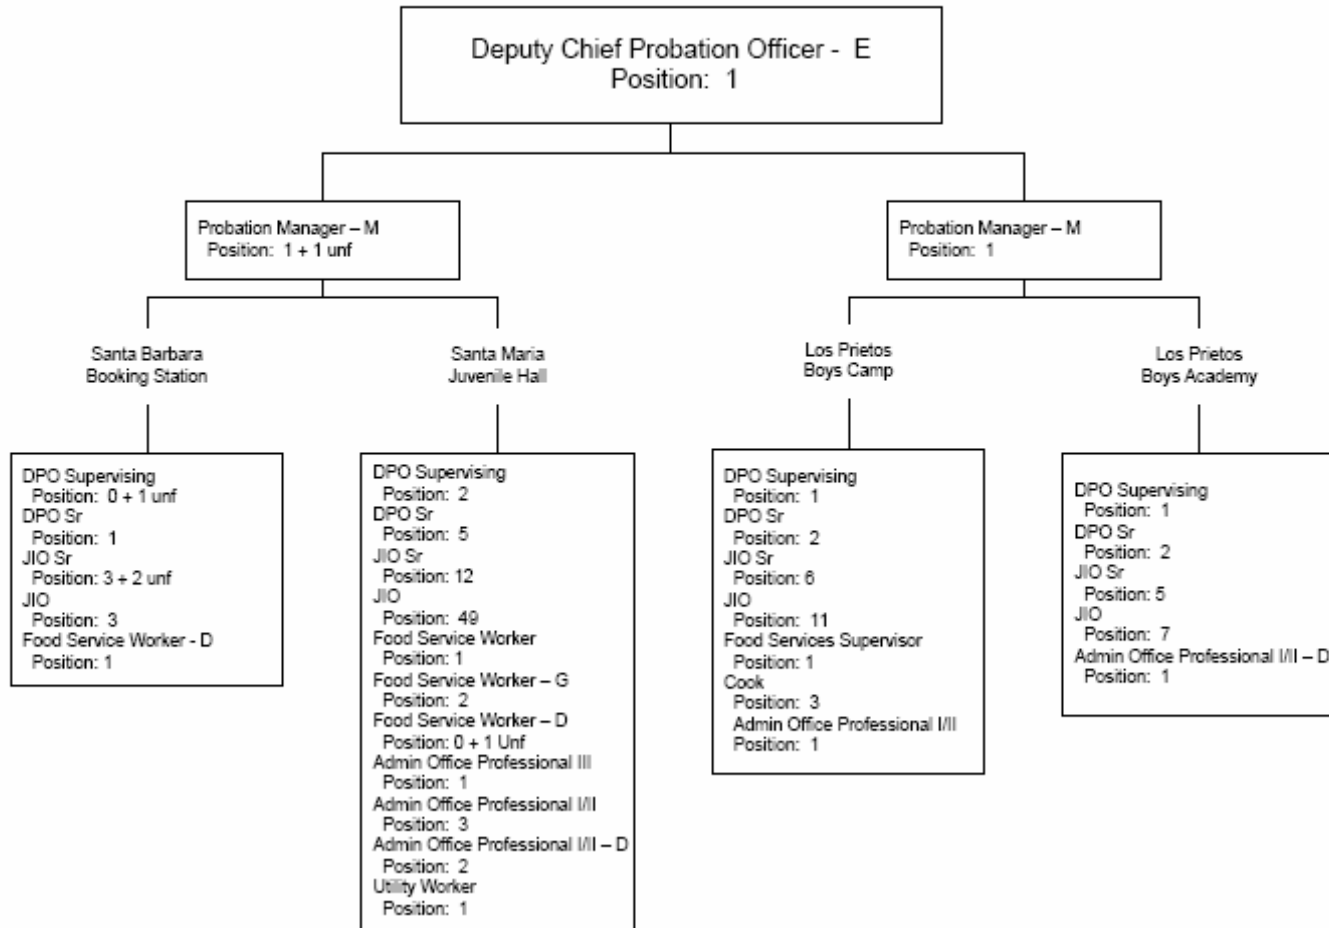 Deputy Chief Probation Officer - E
Position: 1
Probation Manager – M
Position: 1 + 1 unf
Probation Manager – M
Position: 1
Santa Barbara
Booking Station
Santa Maria
Juvenile Hall
Los Prietos
Boys Camp
Los Prietos
Boys Academy
DPO Supervising
Position: 0 + 1 unf
DPO Sr
Position: 1
JIO Sr
Position: 3 + 2 unf
JIO
Position: 3
Food Service Worker - D
Position: 1
DPO Supervising
Position: 2
DPO Sr
Position: 5
JIO Sr
Position: 12
JIO
Position: 49
Food Service Worker
Position: 1
Food Service Worker – G
Position: 2
Food Service Worker – D
Position: 0 + 1 Unf
Admin Office Professional III
Position: 1
Admin Office Professional I/II
Position: 3
Admin Office Professional I/II – D
Position: 2
Utility Worker
Position: 1
DPO Supervising
Position: 1
DPO Sr
Position: 2
JIO Sr
Position: 6
JIO
Position: 11
Food Services Supervisor
Position: 1
Cook
Position: 3
Admin Office Professional I/II
Position: 1
DPO Supervising
Position: 1
DPO Sr
Position: 2
JIO Sr
Position: 5
JIO
Position: 7
Admin Office Professional I/II – D
Position: 1